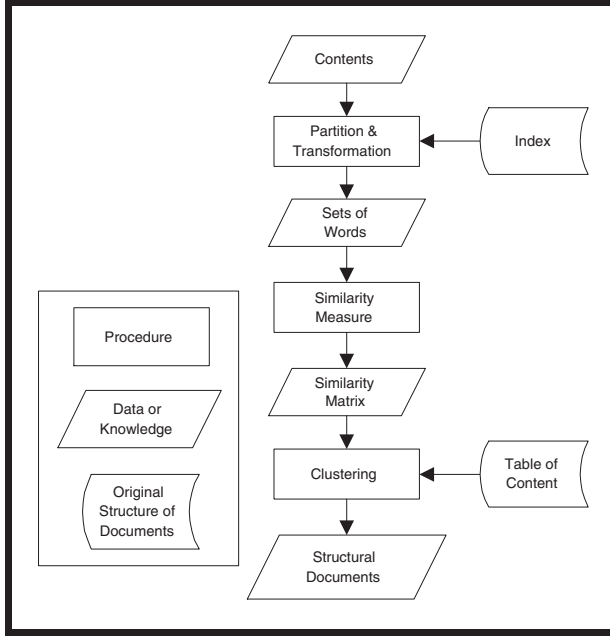 Contents
Partition &
Transformation
Index
Sets of
Words
Similarity
Measure
Similarity
Matrix
Clustering
Table of
Content
Structural
Documents
Procedure
Data or
Knowledge
Original
Structure of
Documents